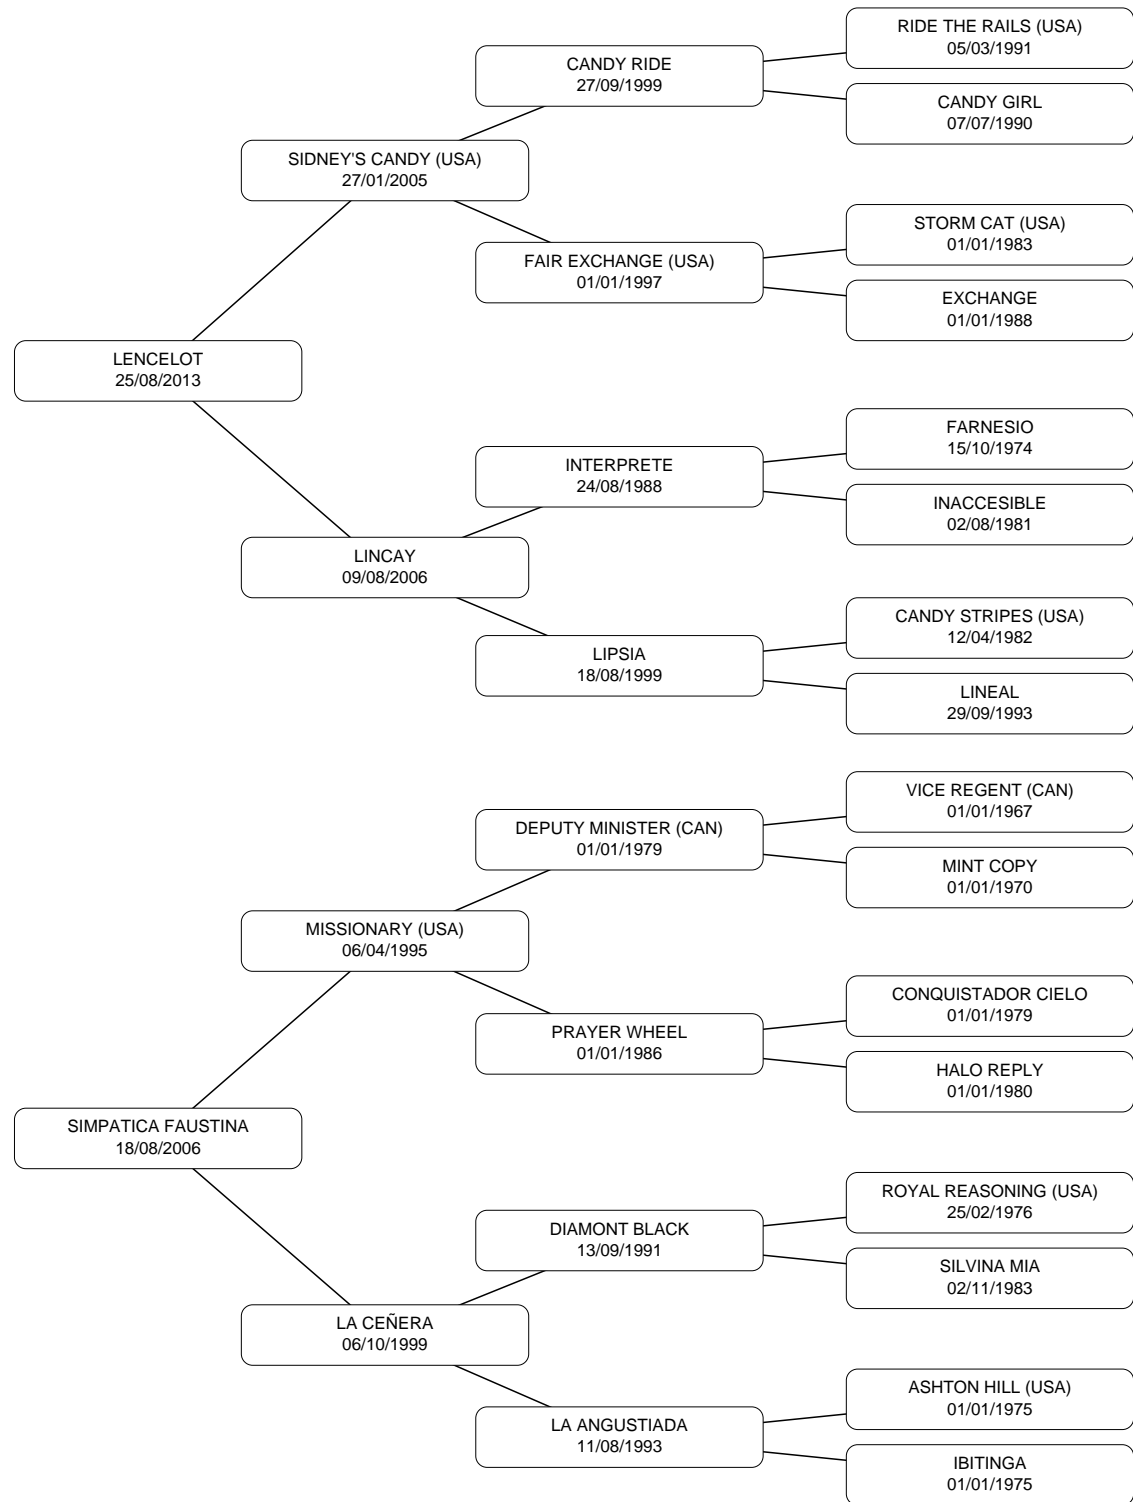 RIDE THE RAILS (USA)
05/03/1991
CANDY RIDE
27/09/1999
CANDY GIRL
07/07/1990
SIDNEY'S CANDY (USA)
27/01/2005
STORM CAT (USA)
01/01/1983
FAIR EXCHANGE (USA)
01/01/1997
EXCHANGE
01/01/1988
LENCELOT
25/08/2013
FARNESIO
15/10/1974
INTERPRETE
24/08/1988
INACCESIBLE
02/08/1981
LINCAY
09/08/2006
CANDY STRIPES (USA)
12/04/1982
LIPSIA
18/08/1999
LINEAL
29/09/1993
VICE REGENT (CAN)
01/01/1967
DEPUTY MINISTER (CAN)
01/01/1979
MINT COPY
01/01/1970
MISSIONARY (USA)
06/04/1995
CONQUISTADOR CIELO
01/01/1979
PRAYER WHEEL
01/01/1986
HALO REPLY
01/01/1980
SIMPATICA FAUSTINA
18/08/2006
ROYAL REASONING (USA)
25/02/1976
DIAMONT BLACK
13/09/1991
SILVINA MIA
02/11/1983
LA CEÑERA
06/10/1999
ASHTON HILL (USA)
01/01/1975
LA ANGUSTIADA
11/08/1993
IBITINGA
01/01/1975